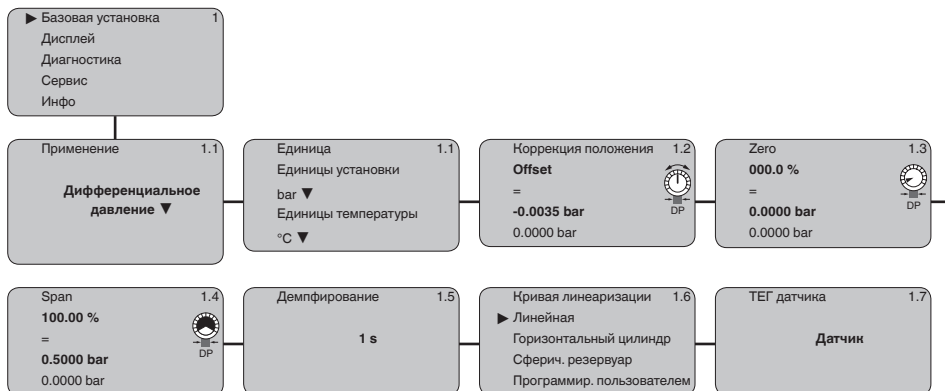 ▶ Базовая установка 1
Дисплей
Диагностика
Сервис
Инфо
Применение 1.1
Дифференциальное
давление ▼
Единица 1.1
Единицы установки
bar ▼
Единицы температуры
°C ▼
Коррекция положения 1.2
Offset
=
-0.0035 bar
0.0000 bar
DP
Zero 1.3
000.0 %
=
0.0000 bar
0.0000 bar
DP
Span 1.4
100.00 %
=
0.5000 bar
0.0000 bar
DP
Демпфирование 1.5
1 s
Кривая линеаризации 1.6
▶ Линейная
Горизонтальный цилиндр
Сферич. резервуар
Программир. пользователем
ТЕГ датчика 1.7
Датчик